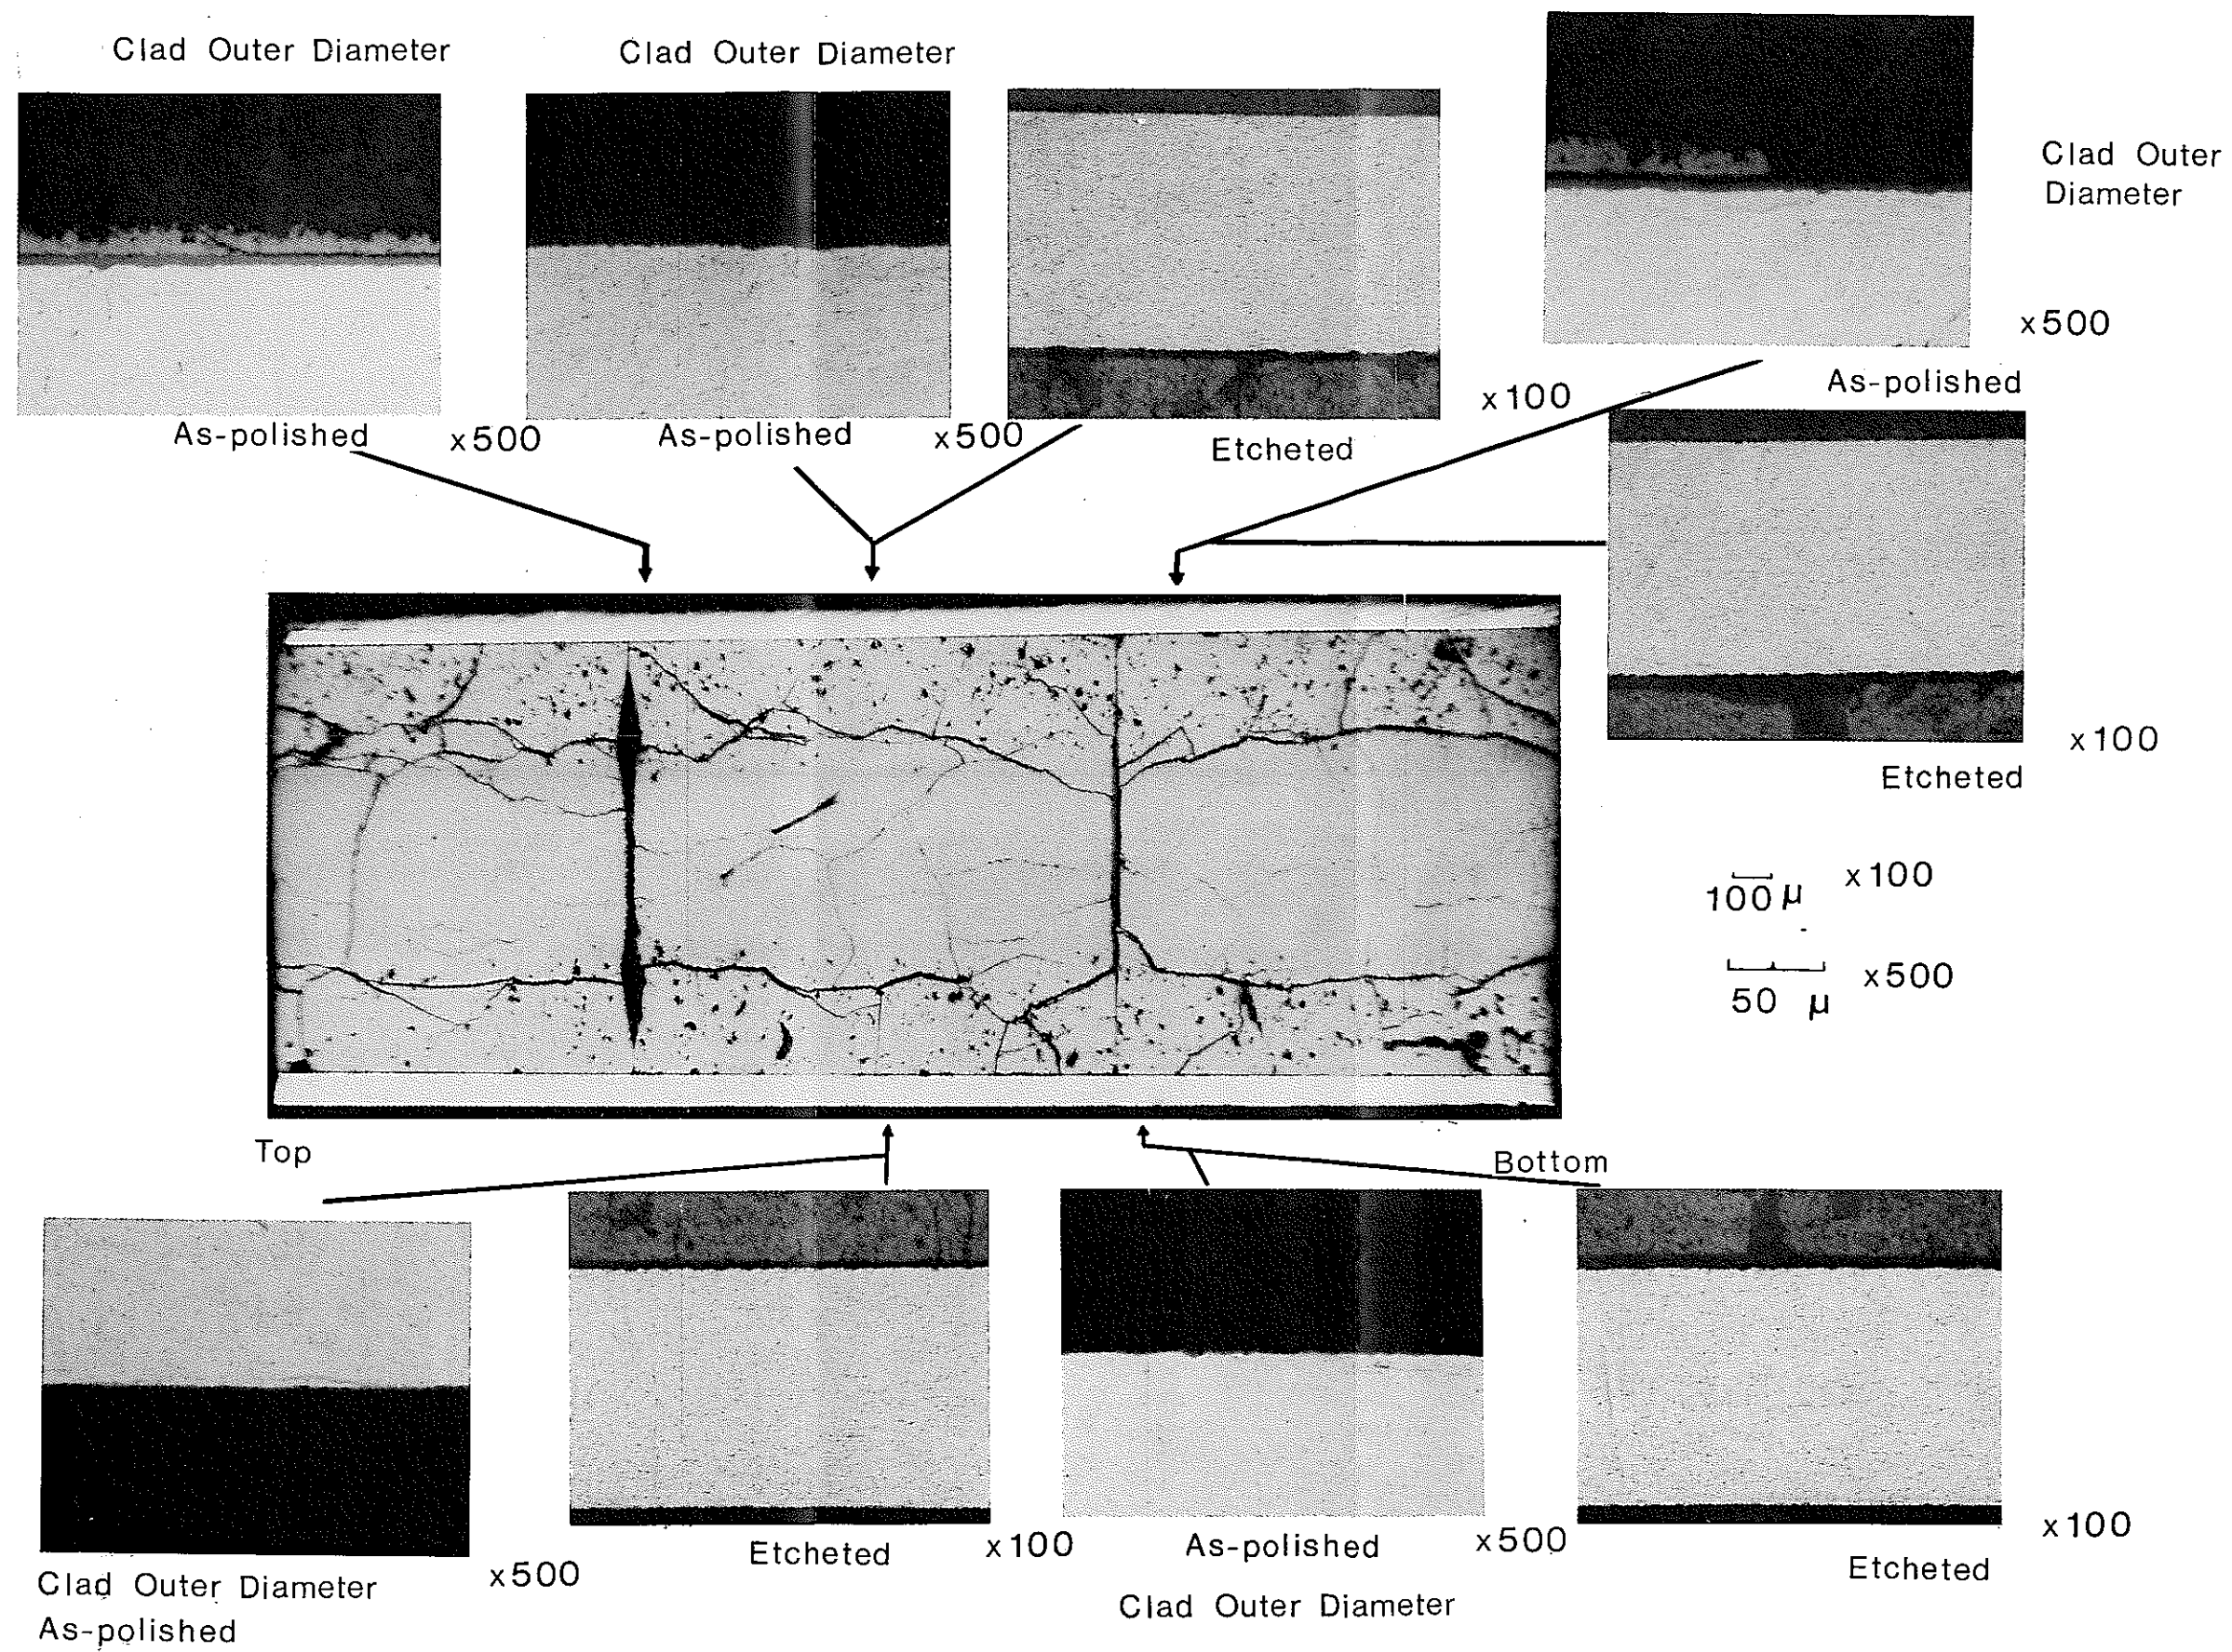 Clad Outer Diameter
Clad Outer Diameter
Clad Outer
Diameter
x500
As-polished
x500
As-polished
x500
x100
Etcheted
As-polished
x100
Etcheted
100 μ x100
50 μ x500
Top
Bottom
Clad Outer Diameter
As-polished
x500
Etcheted
x100
As-polished
x500
Clad Outer Diameter
x100
Etcheted